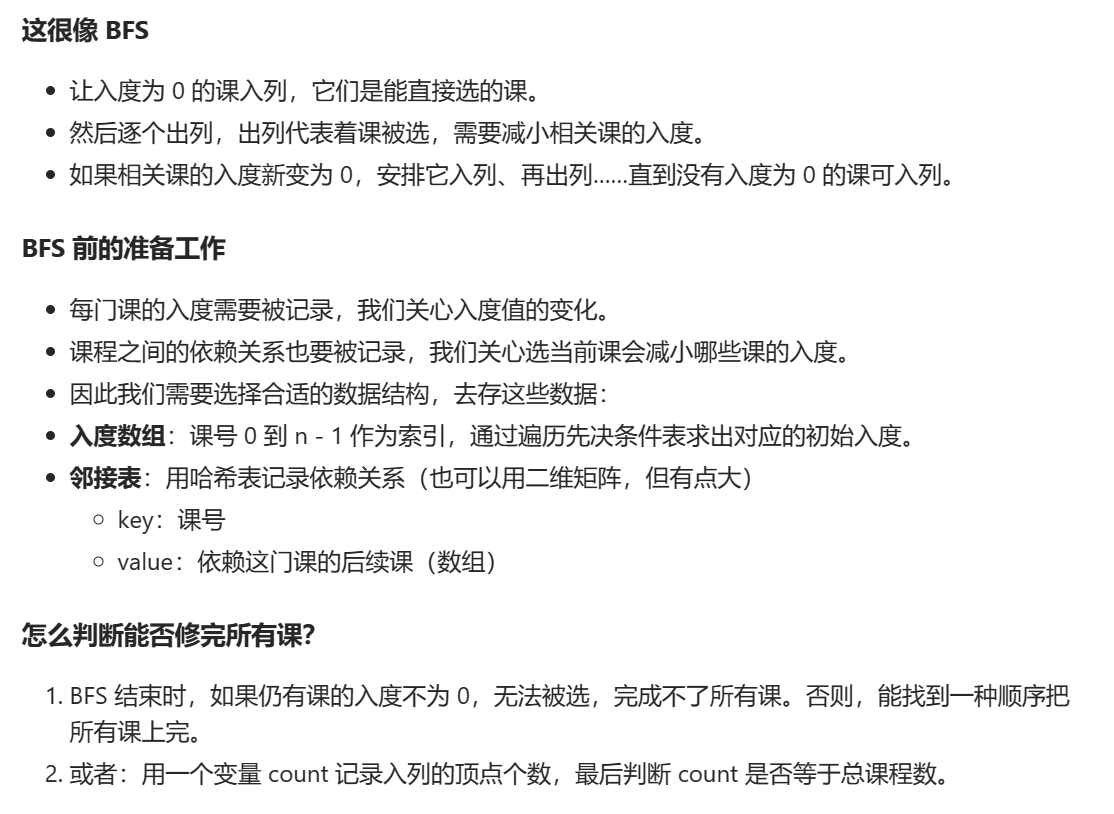 这很像 BFS
让入度为 0 的课入列，它们是能直接选的课。
然后逐个出列，出列代表着课被选，需要减小相关课的入度。
如果相关课的入度新变为 0，安排它入列、再出列……直到没有入度为 0 的课可入列。
BFS 前的准备工作
每门课的入度需要被记录，我们关心入度值的变化。
课程之间的依赖关系也要被记录，我们关心选当前课会减小哪些课的入度。
因此我们需要选择合适的数据结构，去存这些数据：
入度数组：课号 0 到 n - 1 作为索引，通过遍历先决条件表求出对应的初始入度。
邻接表：用哈希表记录依赖关系（也可以用二维矩阵，但有点大）
key：课号
value：依赖这门课的后续课（数组）
怎么判断能否修完所有课？
1. BFS 结束时，如果仍有课的入度不为 0，无法被选，完成不了所有课。否则，能找到一种顺序把
所有课上完。
2. 或者：用一个变量 count 记录入列的顶点个数，最后判断 count 是否等于总课程数。